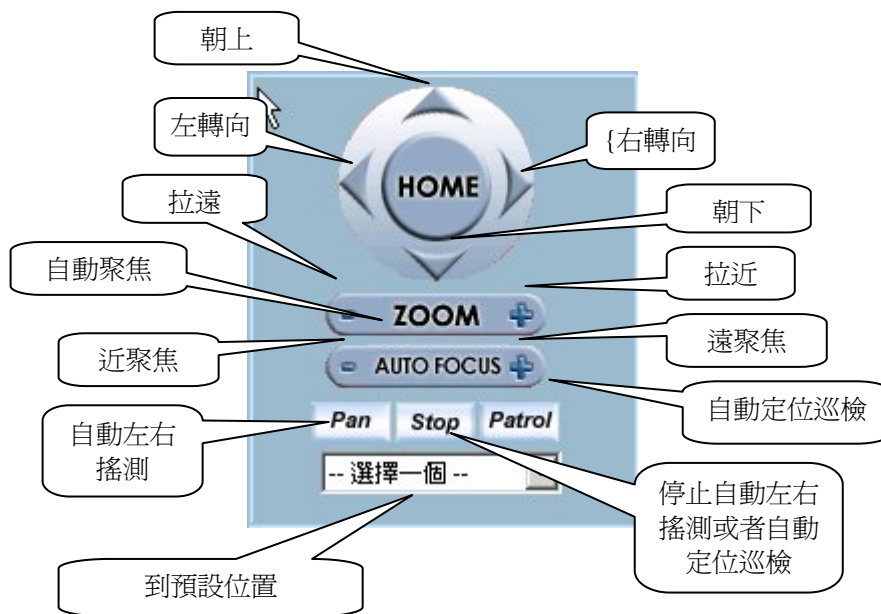 朝上
左轉向
{右轉向
HOME
拉遠
朝下
自動聚焦
拉近
ZOOM
近聚焦
遠聚焦
AUTO FOCUS
自動定位巡檢
Pan
Stop
Patrol
自動左右
搖測
-- 選擇一個 --
停止自動左右
搖測或者自動
定位巡檢
到預設位置